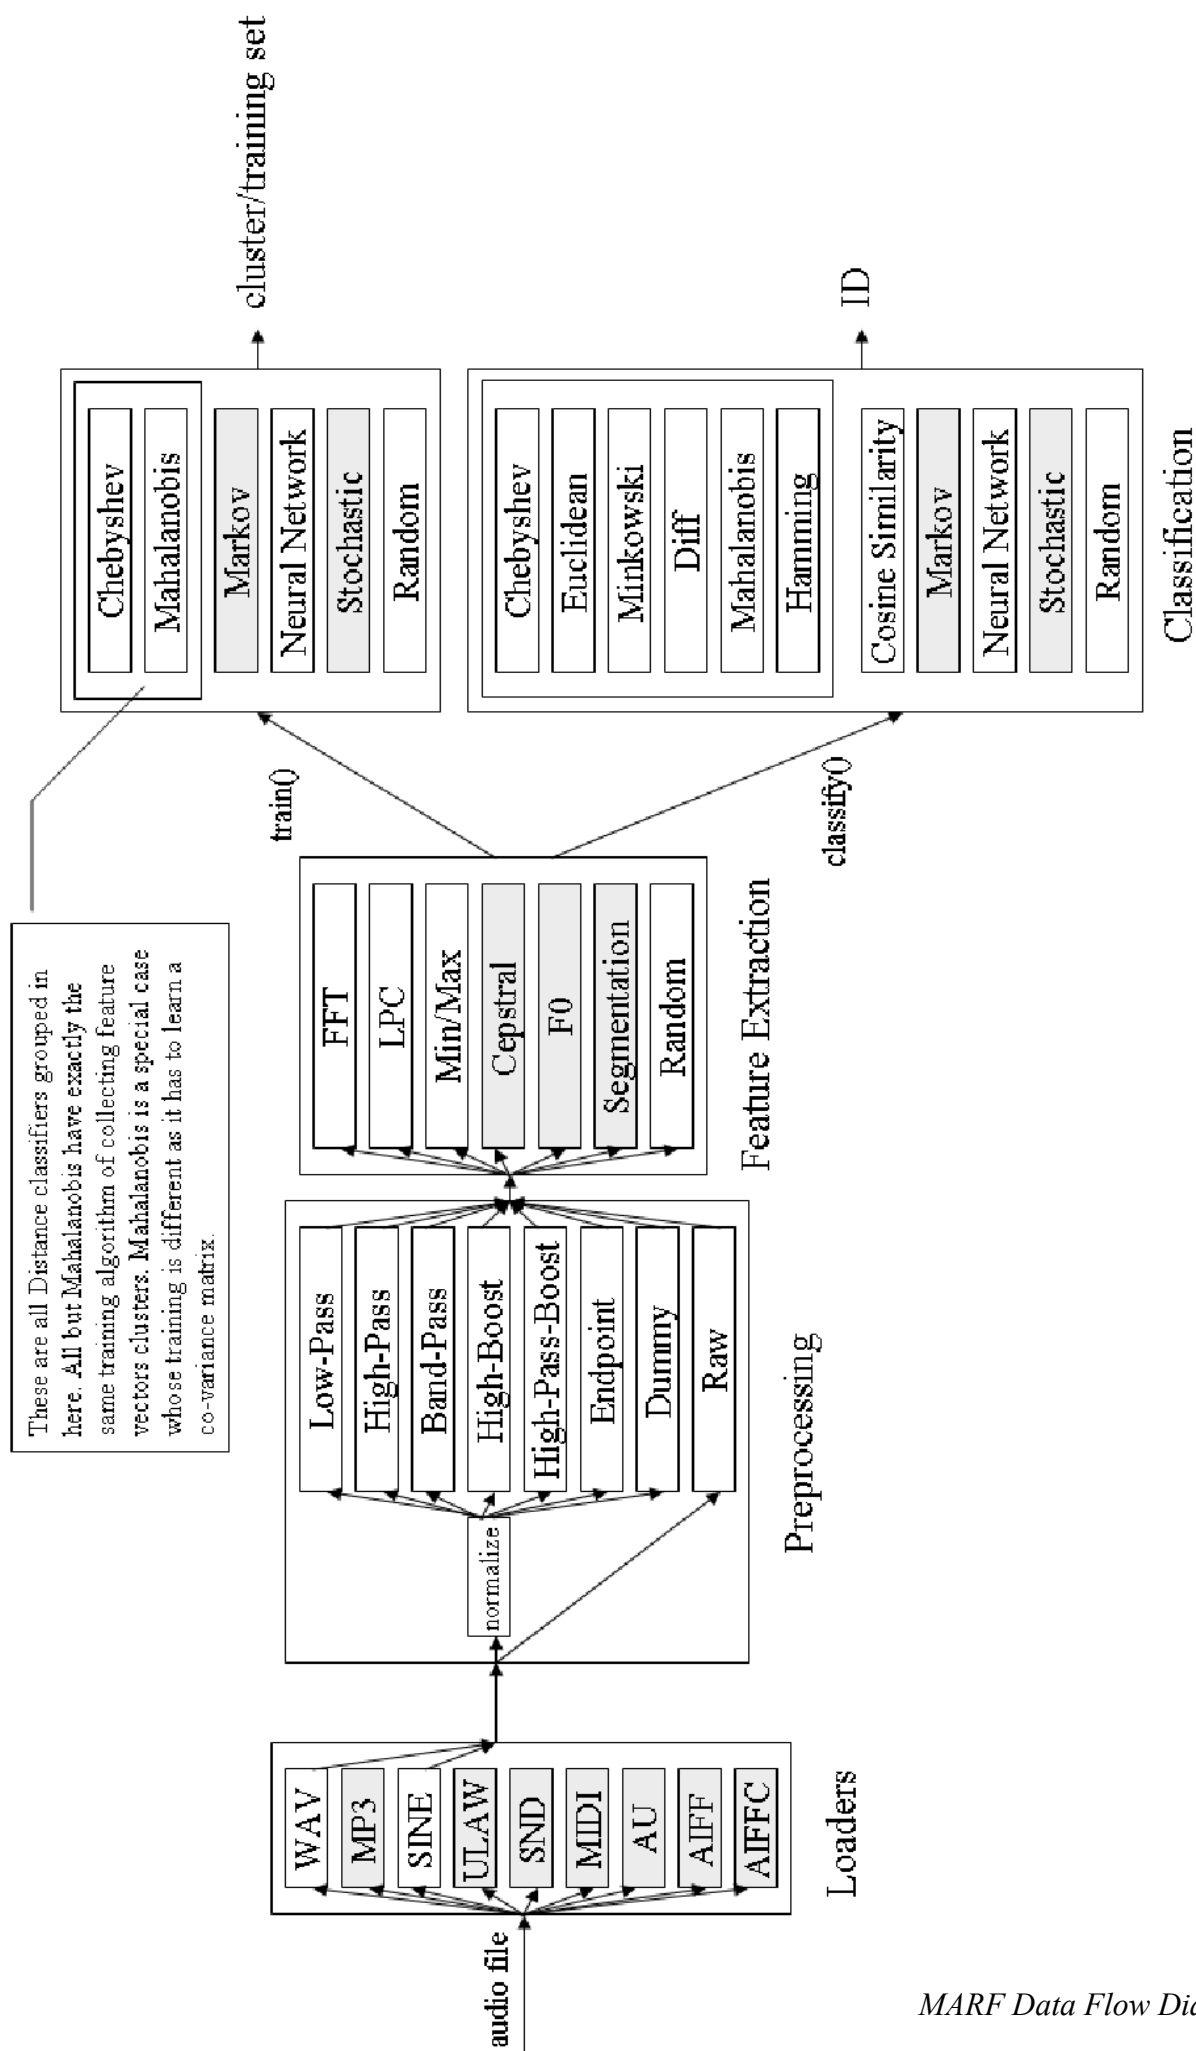 audio file
WAV
MP3
SINE
ULAW
SND
MIDI
AU
AIFF
AIFFC
Loaders
normalize
Low-Pass
High-Pass
Band-Pass
High-Boost
High-Pass-Boost
Endpoint
Dummy
Raw
Preprocessing
FFT
LPC
Min/Max
Cepstral
F0
Segmentation
Random
Feature Extraction
These are all Distance classifiers grouped in
here. All but Mahalanobis have exactly the
same training algorithm of collecting feature
vectors clusters. Mahalanobis is a special case
whose training is different as it has to learn a
co-variance matrix.
train()
classify()
Chebyshev
Mahalanobis
Markov
Neural Network
Stochastic
Random
cluster/training set
Chebyshev
Euclidean
Minkowski
Diff
Mahalanobis
Hamming
Cosine Similarity
Markov
Neural Network
Stochastic
Random
ID
Classification
MARF Data Flow Dia